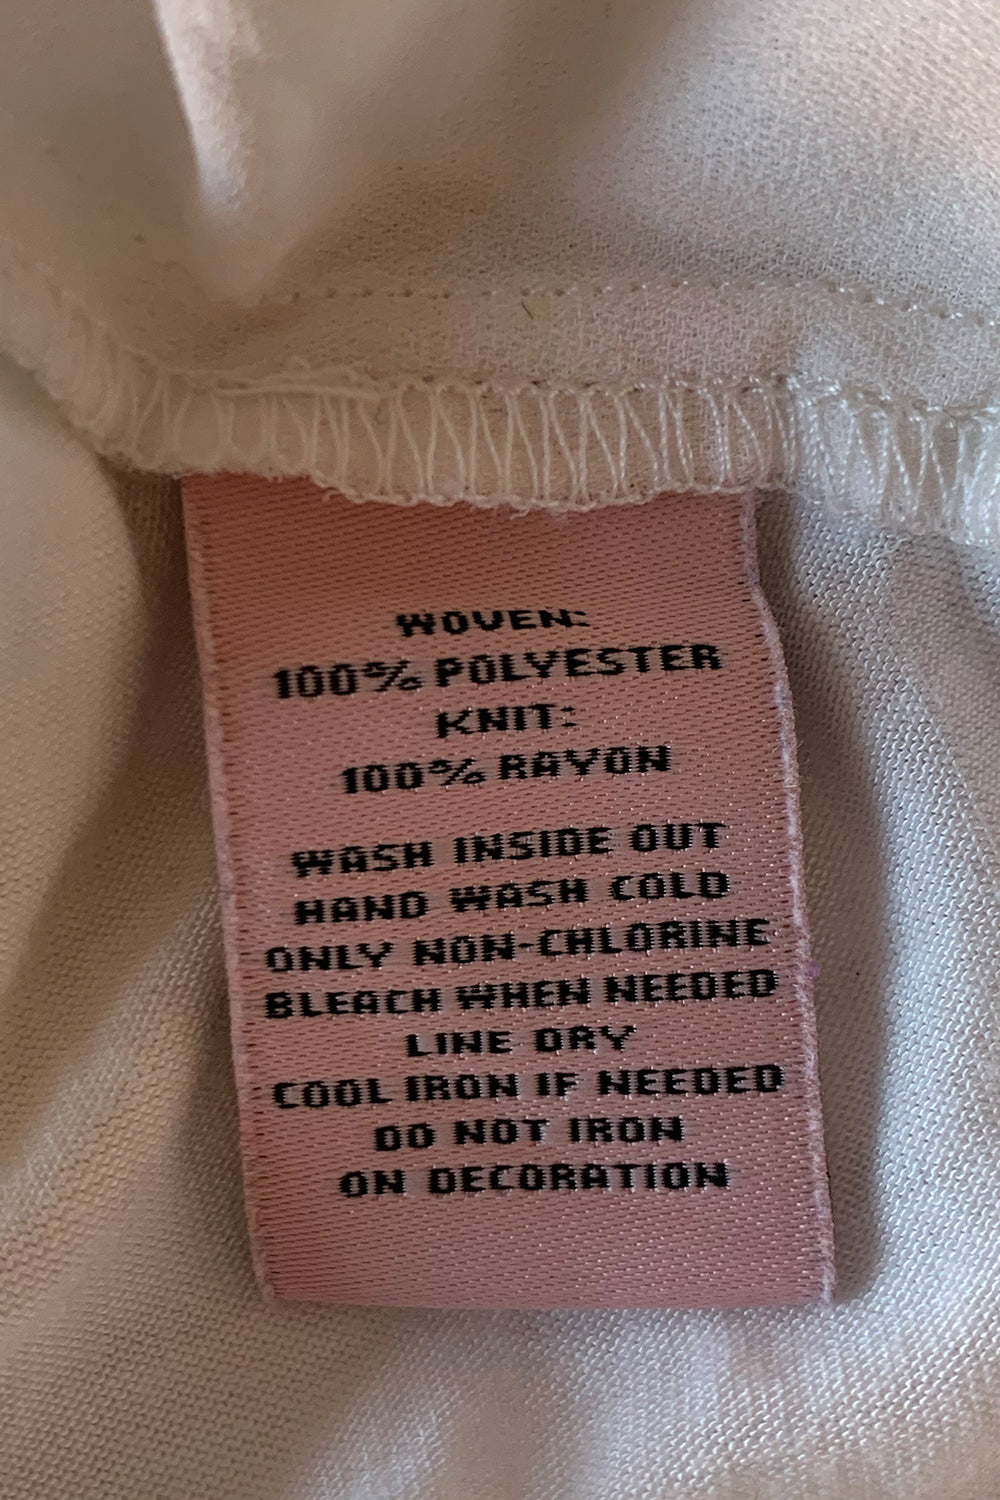 WOVEN:
100% POLYESTER
KNIT:
100% RAYON
WASH INSIDE OUT
HAND WASH COLD
ONLY NON-CHLORINE
BLEACH WHEN NEEDED
LINE DRY
COOL IRON IF NEEDED
DO NOT IRON
ON DECORATION